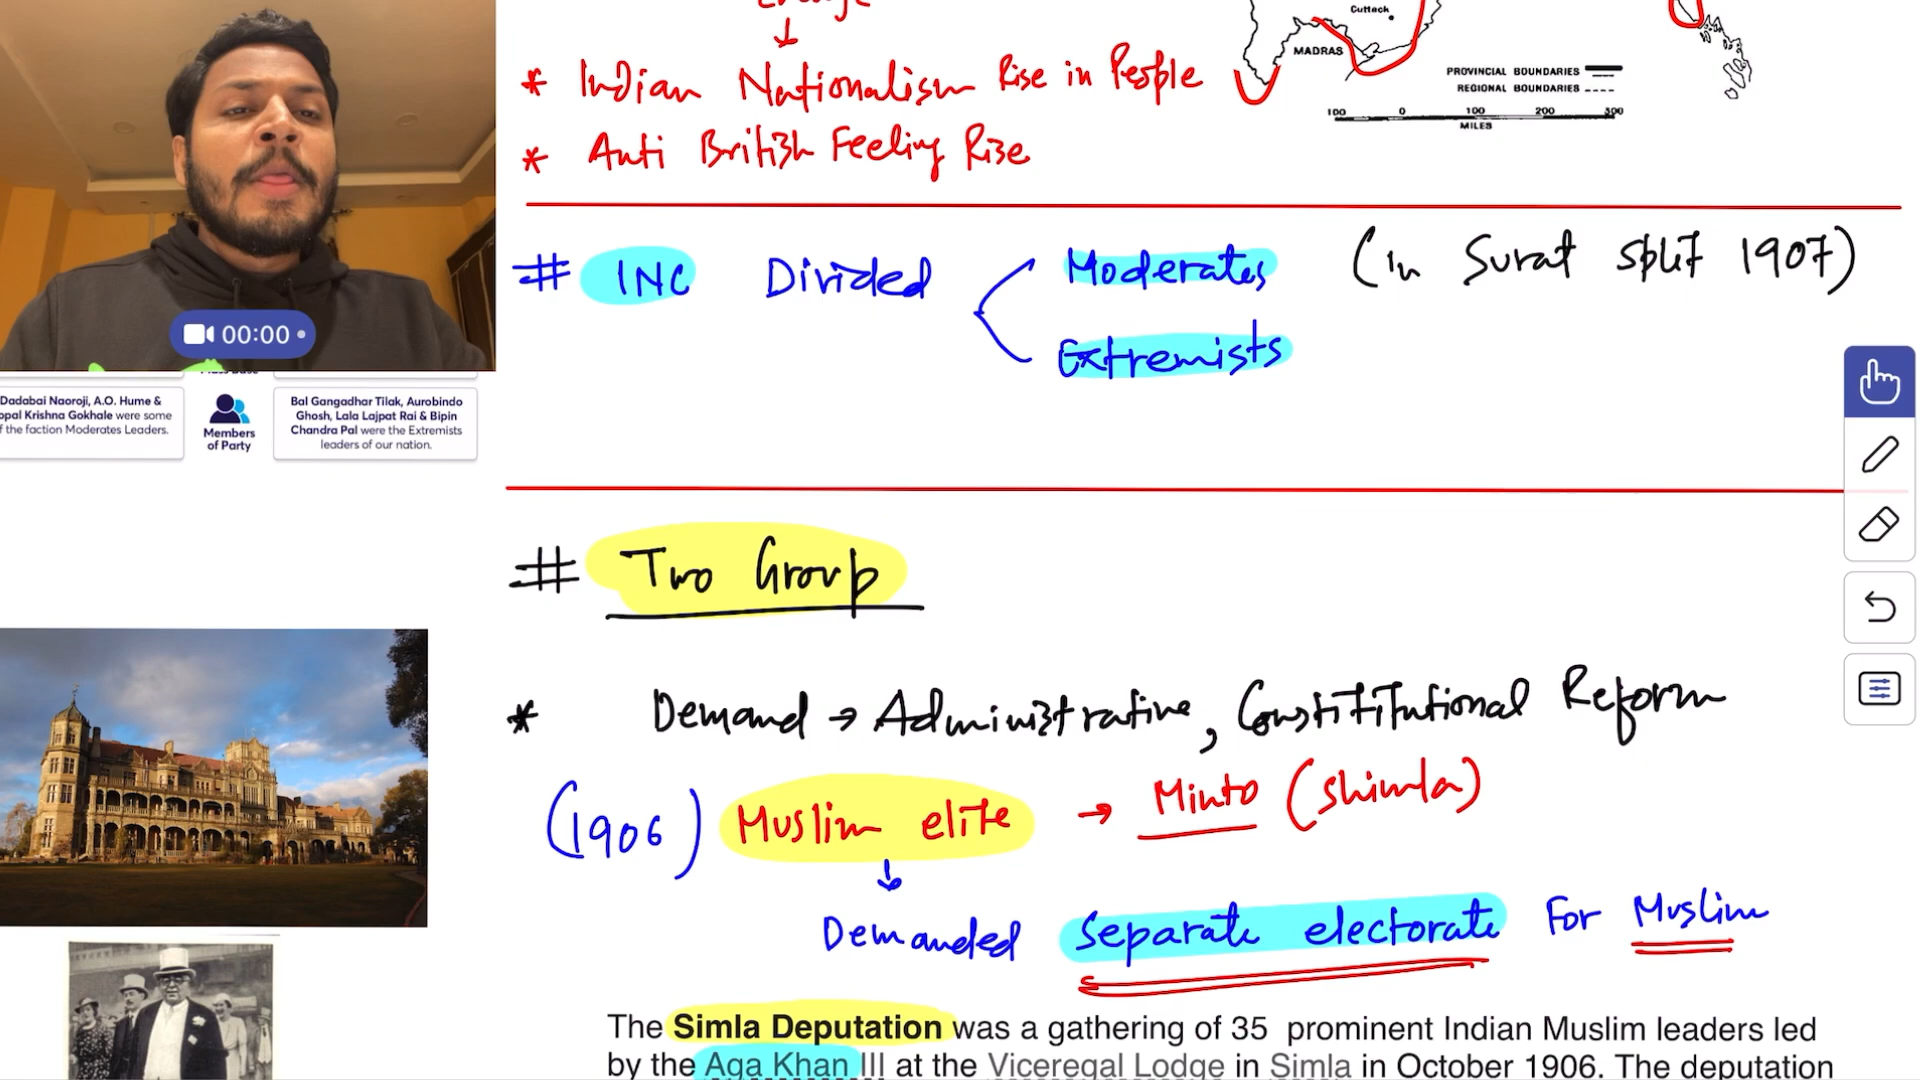 Cuttack
MADRAS
PROVINCIAL BOUNDARIES
REGIONAL BOUNDARIES
100 0 100 200 300
MILES
* Indian Nationalism Rise in People
* Anti British Feeling Rise
# INC Divided Moderates (in Surat split 1907)
Extremists
00:00
Dadabai Naoroji, A.O. Hume &
Krishna Gokhale were some
the faction Moderates Leaders.
Members
of Party
Bal Gangadhar Tilak, Aurobindo
Ghosh, Lala Lajpat Rai & Bipin
Chandra Pal were the Extremists
leaders of our nation.
# Two Group
* Demand → Administrative, Constitutional Reform
(1906) Muslim elite → Minto (Shimla)
Demanded separate electorate For Muslim
The Simla Deputation was a gathering of 35 prominent Indian Muslim leaders led
by the Aga Khan III at the Viceregal Lodge in Simla in October 1906. The deputation